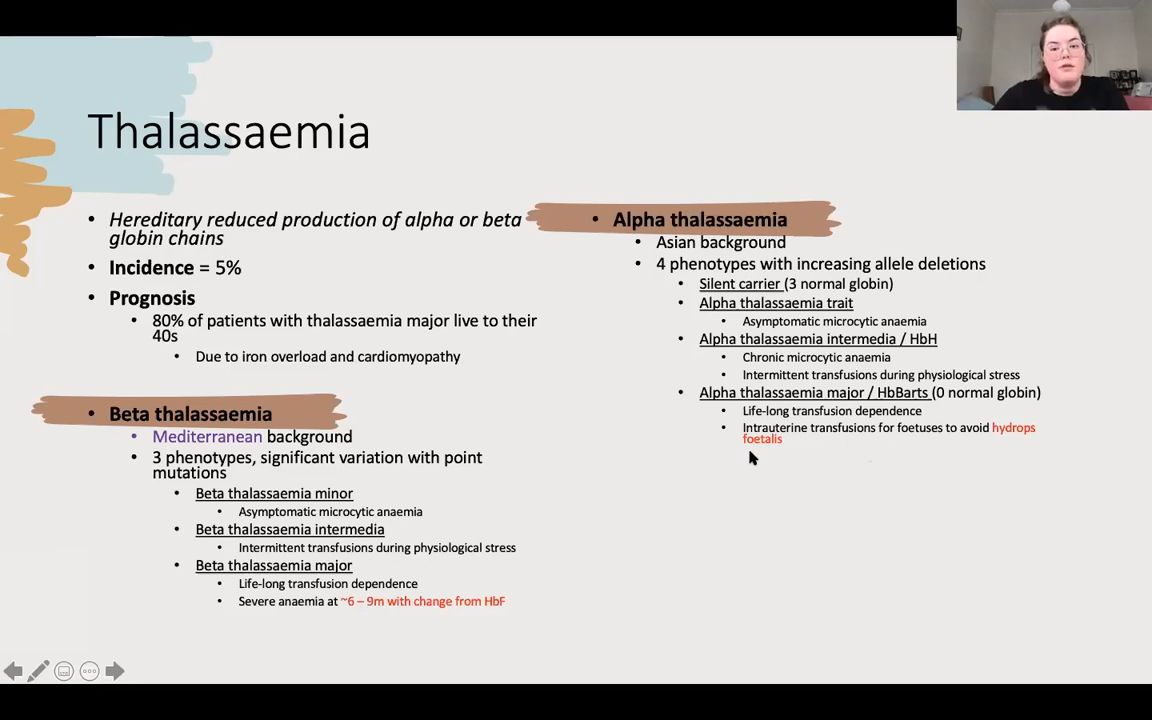 Thalassaemia
• Hereditary reduced production of alpha or beta
globin chains
• Incidence = 5%
• Prognosis
• 80% of patients with thalassaemia major live to their
40s
• Due to iron overload and cardiomyopathy
• Beta thalassaemia
• Mediterranean background
• 3 phenotypes, significant variation with point
mutations
• Beta thalassaemia minor
• Asymptomatic microcytic anaemia
• Beta thalassaemia intermedia
• Intermittent transfusions during physiological stress
• Beta thalassaemia major
• Life-long transfusion dependence
• Severe anaemia at ~6 – 9m with change from HbF
• Alpha thalassaemia
• Asian background
• 4 phenotypes with increasing allele deletions
• Silent carrier (3 normal globin)
• Alpha thalassaemia trait
• Asymptomatic microcytic anaemia
• Alpha thalassaemia intermedia / HbH
• Chronic microcytic anaemia
• Intermittent transfusions during physiological stress
• Alpha thalassaemia major / HbBarts (0 normal globin)
• Life-long transfusion dependence
• Intrauterine transfusions for foetuses to avoid hydrops
foetalis